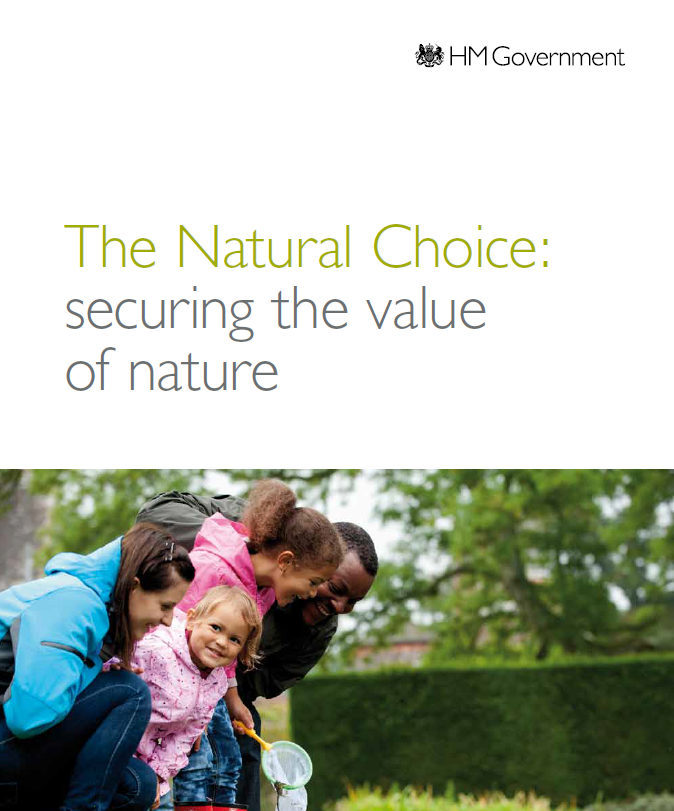 HM Government
The Natural Choice:
securing the value
of nature